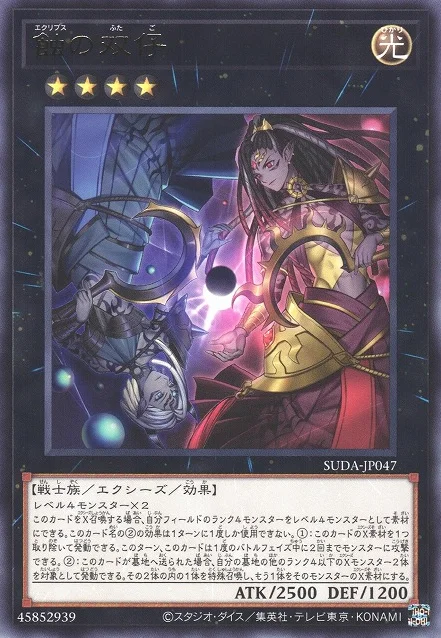 エクリプス ふたご
蝕の双仔
光
SUDA-JP047
【戦士族／エクシーズ／効果】
レベル4モンスター×2
このカードをX召喚する場合、自分フィールドのランク4モンスターをレベル4モンスターとして素材
にできる。このカード名の②の効果は1ターンに1度しか使用できない。①：このカードのX素材を1つ
取り除いて発動できる。このターン、このカードは1度のバトルフェイズ中に2回までモンスターに攻撃
できる。②：このカードが墓地へ送られた場合、自分の墓地の他のランク4以下のXモンスター2体
を対象として発動できる。その2体の内の1体を特殊召喚し、もう1体をそのモンスターのX素材にする。
ATK/2500 DEF/1200
45852939
©スタジオ・ダイス／集英社・テレビ東京・KONAMI